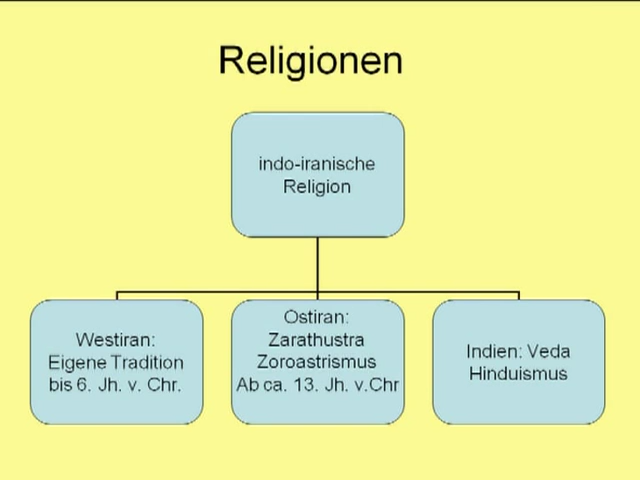 Religionen
indo-iranische
Religion
Westiran:
Eigene Tradition
bis 6. Jh. v. Chr.
Ostiran:
Zarathustra
Zoroastrismus
Ab ca. 13. Jh. v.Chr
Indien: Veda
Hinduismus